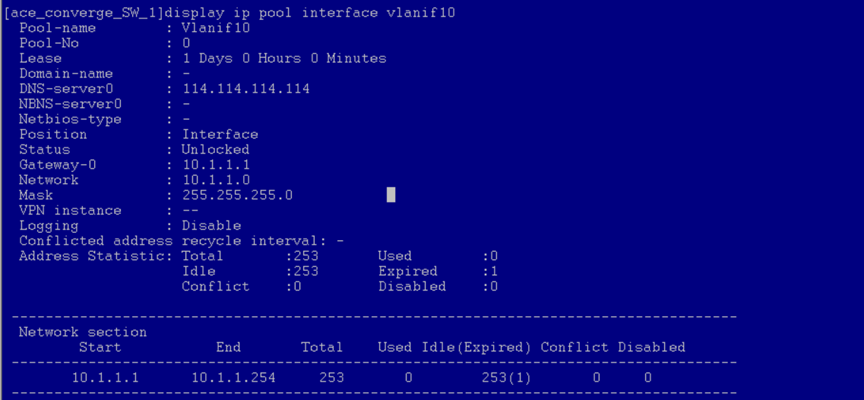 [ace_converge_SW_1]display ip pool interface vlanif10
Pool-name : Vlanif10
Pool-No : 0
Lease : 1 Days 0 Hours 0 Minutes
Domain-name : -
DNS-server0 : 114.114.114.114
NBNS-server0 : -
Netbios-type : -
Position : Interface
Status : Unlocked
Gateway-0 : 10.1.1.1
Network : 10.1.1.0
Mask : 255.255.255.0
VPN instance : --
Logging : Disable
Conflicted address recycle interval: -
Address Statistic: Total :253 Used :0
Idle :253 Expired :1
Conflict :0 Disabled :0
-------------------------------------------------------------------------------
Network section
Start End Total Used Idle(Expired) Conflict Disabled
-------------------------------------------------------------------------------
10.1.1.1 10.1.1.254 253 0 253(1) 0 0
-------------------------------------------------------------------------------